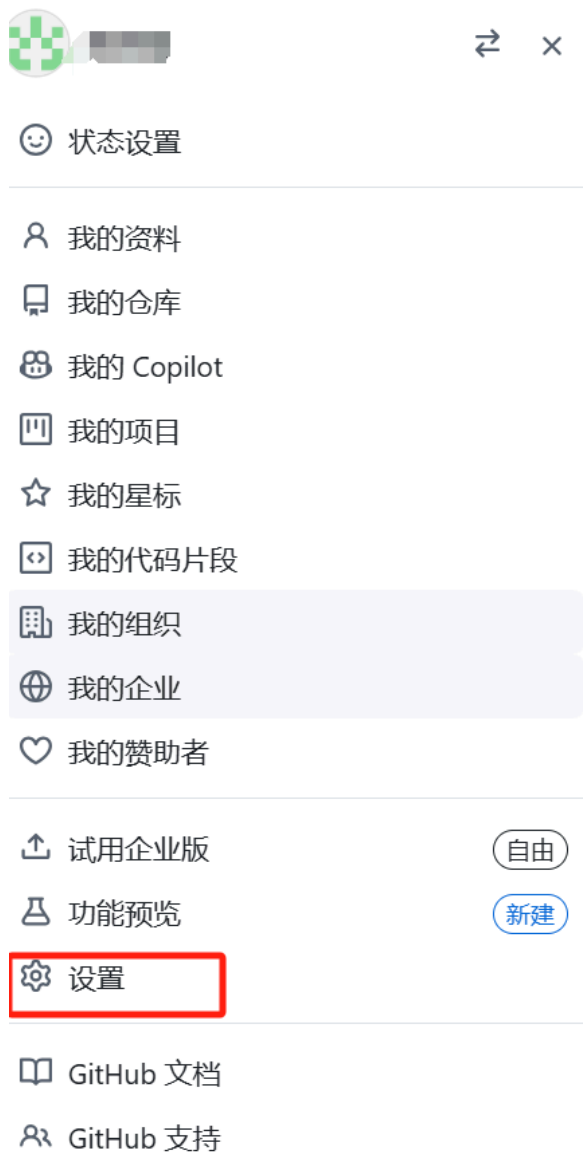 状态设置
我的资料
我的仓库
我的 Copilot
我的项目
我的星标
我的代码片段
我的组织
我的企业
我的赞助者
试用企业版 自由
功能预览 新建
设置
GitHub 文档
GitHub 支持